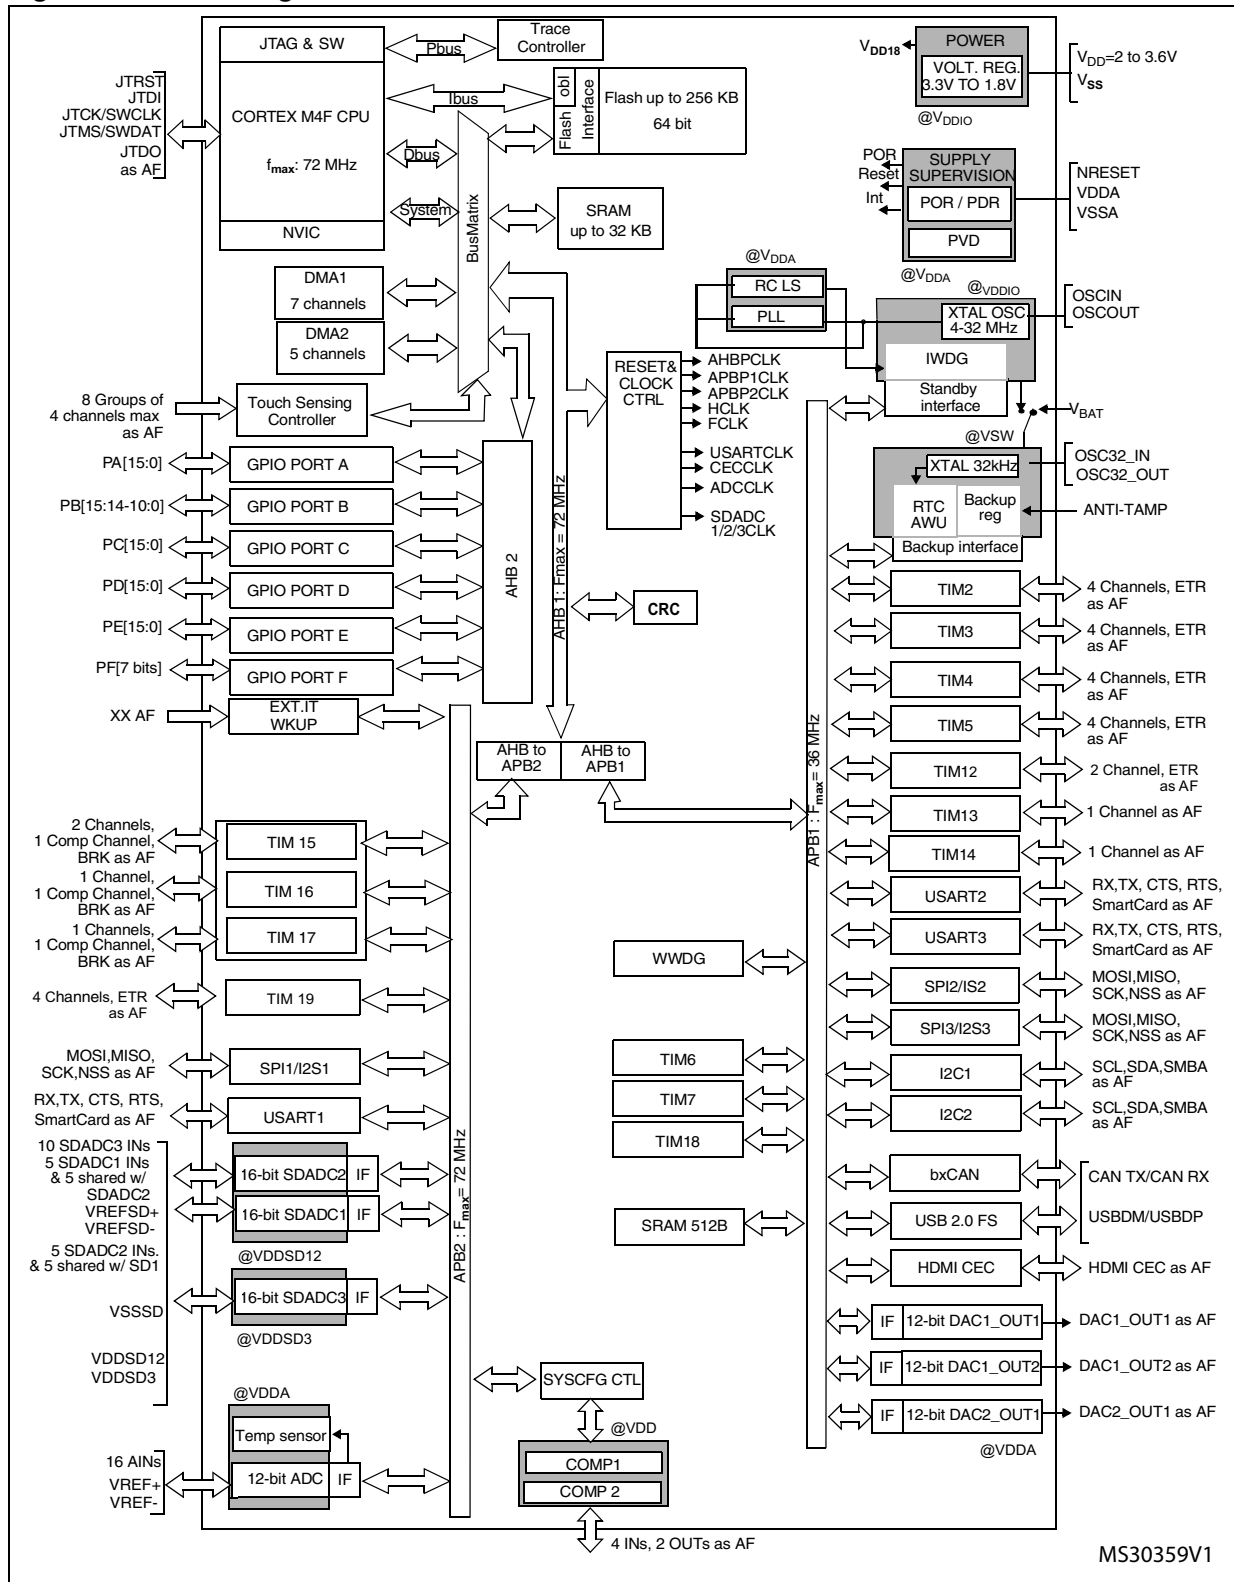 JTAG & SW
Pbus
Trace
Controller
JTRST
JTDI
JTCK/SWCLK
JTMS/SWDAT
JTDO
as AF
CORTEX M4F CPU
fmax: 72 MHz
NVIC
Ibus
Dbus
System
BusMatrix
Flash
obl
Interface
Flash up to 256 KB
64 bit
SRAM
up to 32 KB
DMA1
7 channels
DMA2
5 channels
8 Groups of
4 channels max
as AF
Touch Sensing
Controller
VDD18
POWER
VOLT. REG.
3.3V TO 1.8V
VDD=2 to 3.6V
VSS
@VDDIO
POR
Reset
Int
SUPPLY
SUPERVISION
POR / PDR
PVD
NRESET
VDDA
VSSA
@VDDA
@VDDA
RC LS
PLL
@VDDIO
XTAL OSC
4-32 MHz
OSCIN
OSCOUT
IWDG
Standby
interface
VBAT
@VSW
XTAL 32kHz
OSC32_IN
OSC32_OUT
RTC
AWU
Backup
reg
ANTI-TAMP
Backup interface
RESET&
CLOCK
CTRL
AHBPCLK
APBP1CLK
APBP2CLK
HCLK
FCLK
USARTCLK
CECCLK
ADCCLK
SDADC
1/2/3CLK
PA[15:0]
GPIO PORT A
PB[15:14-10:0]
GPIO PORT B
PC[15:0]
GPIO PORT C
PD[15:0]
GPIO PORT D
PE[15:0]
GPIO PORT E
PF[7 bits]
GPIO PORT F
AHB 2
AHB 1: Fmax = 72 MHz
CRC
XX AF
EXT.IT
WKUP
AHB to
APB2
AHB to
APB1
2 Channels,
1 Comp Channel,
BRK as AF
TIM 15
1 Channel,
1 Comp Channel,
BRK as AF
TIM 16
1 Channels,
1 Comp Channel,
BRK as AF
TIM 17
4 Channels, ETR
as AF
TIM 19
MOSI,MISO,
SCK,NSS as AF
SPI1/I2S1
RX,TX, CTS, RTS,
SmartCard as AF
USART1
10 SDADC3 INs
5 SDADC1 INs
& 5 shared w/
SDADC2
VREFSD+
VREFSD-
5 SDADC2 INs.
& 5 shared w/ SD1
VSSSD
VDDSD12
VDDSD3
16-bit SDADC2
IF
16-bit SDADC1
IF
@VDDSD12
16-bit SDADC3
IF
@VDDSD3
@VDDA
Temp sensor
12-bit ADC
IF
16 AINs
VREF+
VREF-
APB2 : Fmax= 72 MHz
SYSCFG CTL
@VDD
COMP1
COMP 2
4 INs, 2 OUTs as AF
WWDG
TIM6
TIM7
TIM18
SRAM 512B
APB1 : Fmax= 36 MHz
TIM2
4 Channels, ETR
as AF
TIM3
4 Channels, ETR
as AF
TIM4
4 Channels, ETR
as AF
TIM5
4 Channels, ETR
as AF
TIM12
2 Channel, ETR
as AF
TIM13
1 Channel as AF
TIM14
1 Channel as AF
USART2
RX,TX, CTS, RTS,
SmartCard as AF
USART3
RX,TX, CTS, RTS,
SmartCard as AF
SPI2/IS2
MOSI,MISO,
SCK,NSS as AF
SPI3/I2S3
MOSI,MISO,
SCK,NSS as AF
I2C1
SCL,SDA,SMBA
as AF
I2C2
SCL,SDA,SMBA
as AF
bxCAN
CAN TX/CAN RX
USB 2.0 FS
USBDM/USBDP
HDMI CEC
HDMI CEC as AF
IF
12-bit DAC1_OUT1
DAC1_OUT1 as AF
IF
12-bit DAC1_OUT2
DAC1_OUT2 as AF
IF
12-bit DAC2_OUT1
DAC2_OUT1 as AF
@VDDA
MS30359V1